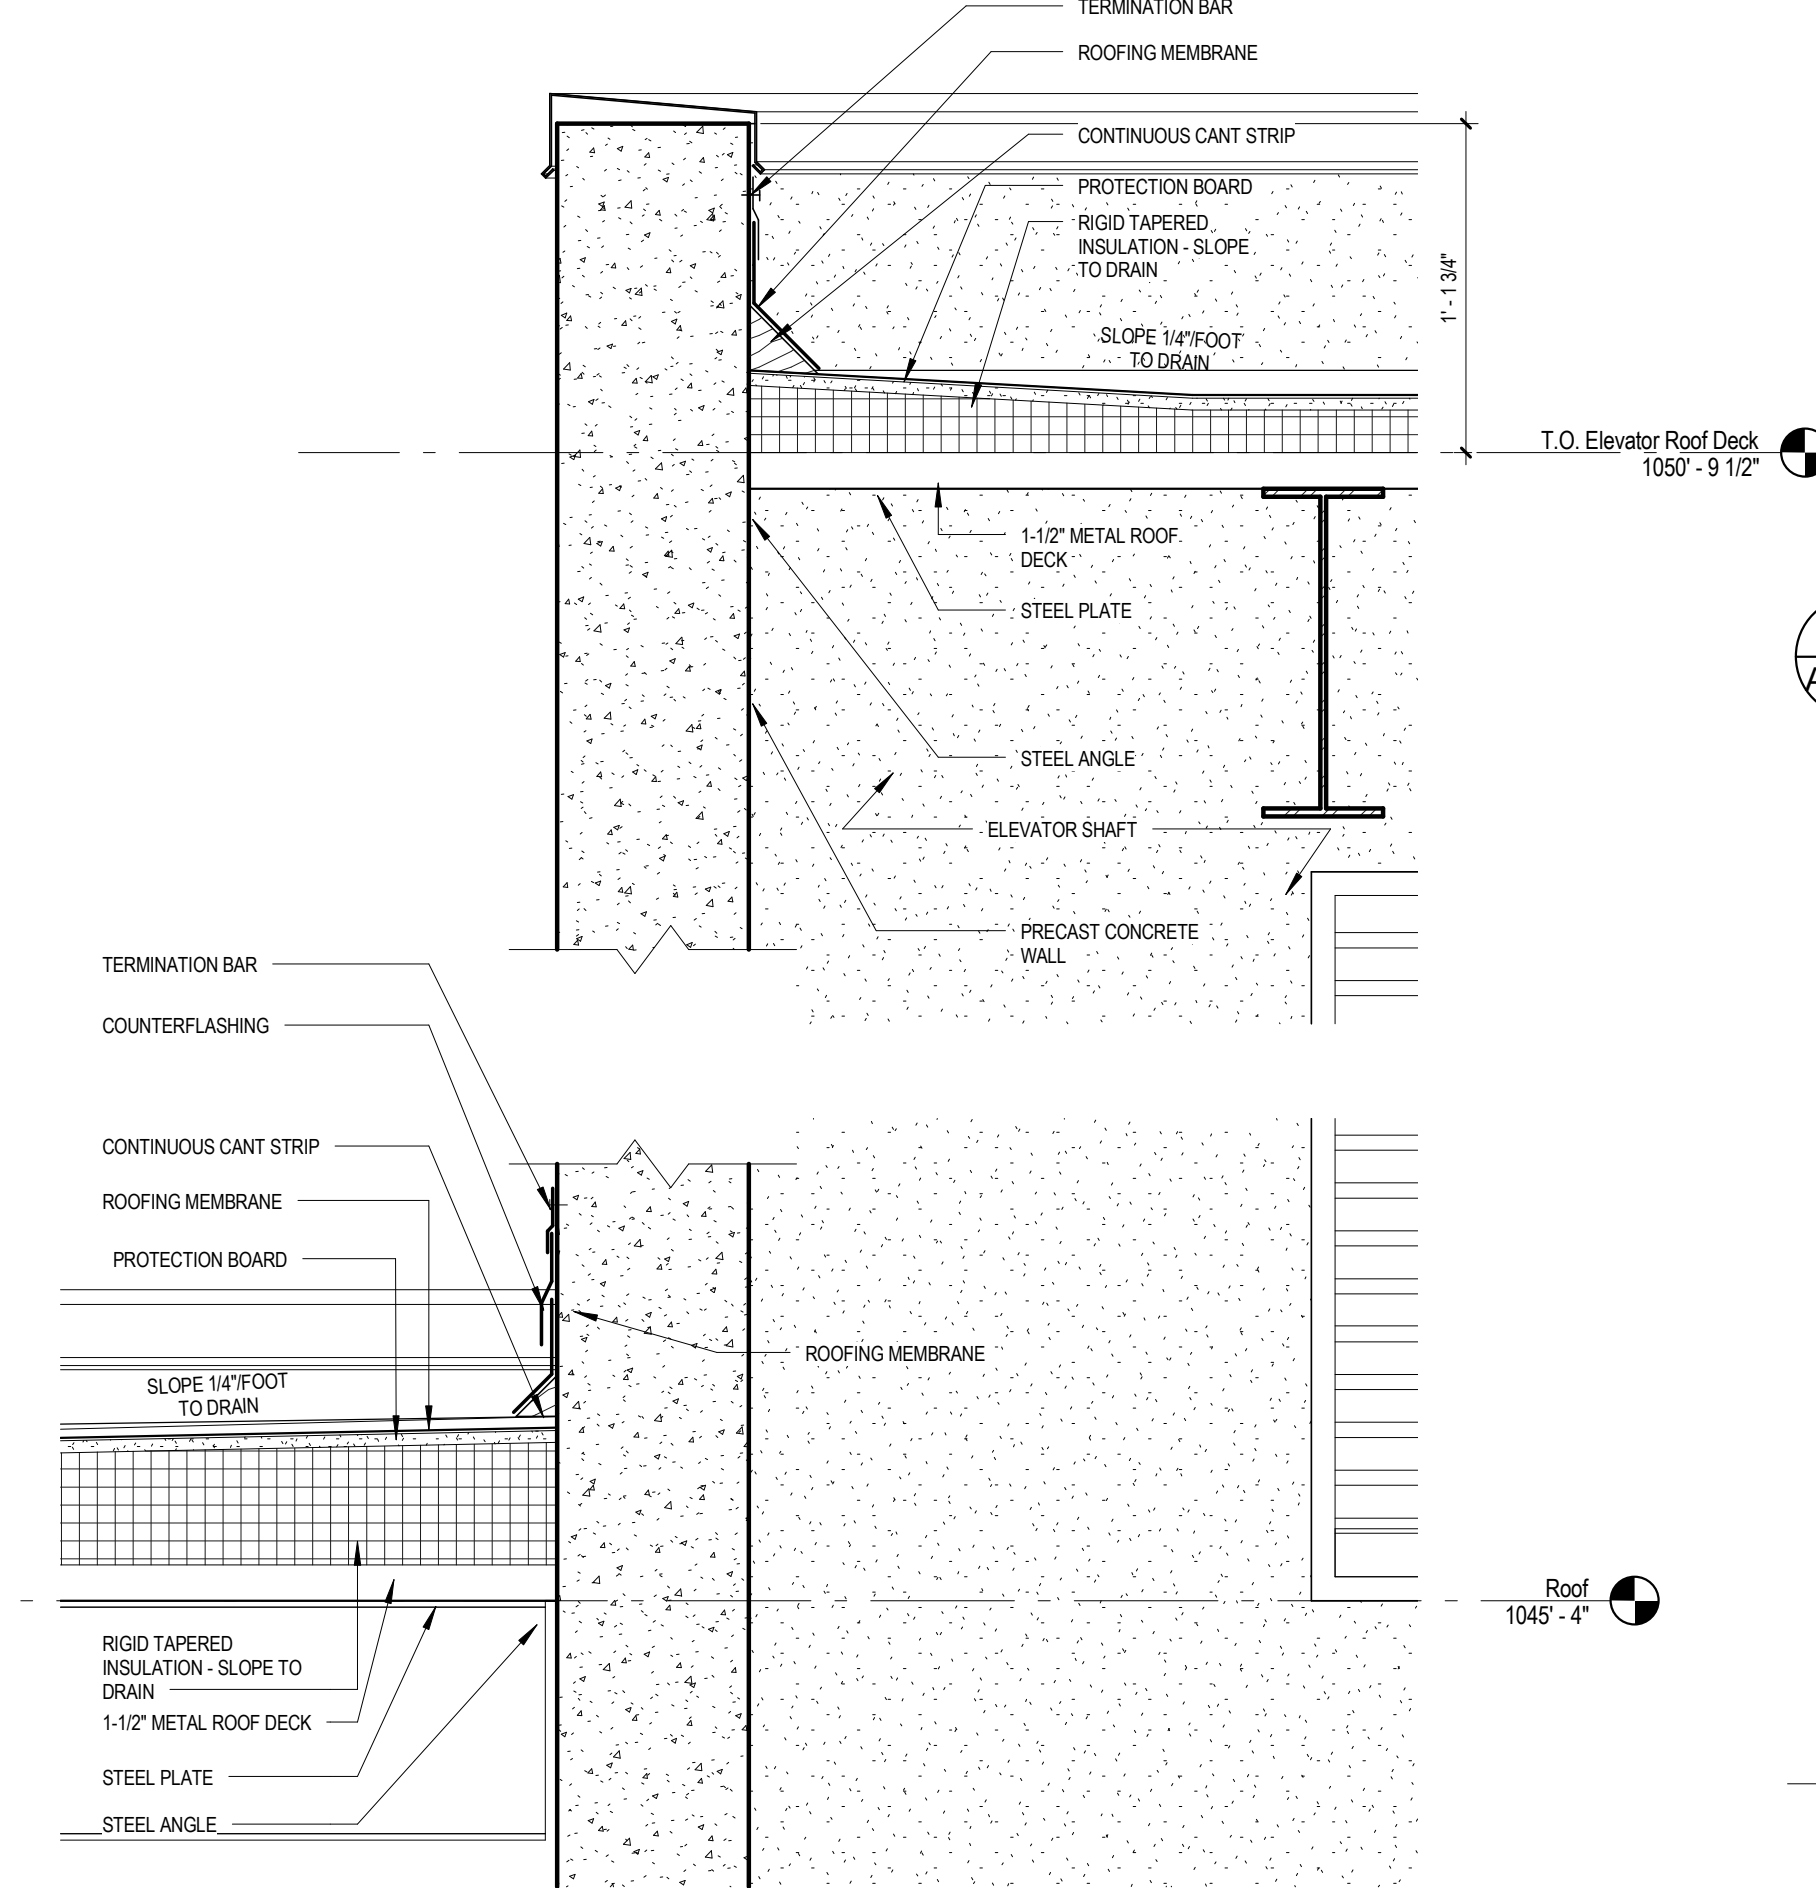 TERMINATION BAR
ROOFING MEMBRANE
CONTINUOUS CANT STRIP
PROTECTION BOARD
RIGID TAPERED
INSULATION - SLOPE
TO DRAIN
1' - 1 3/4"
SLOPE 1/4"/FOOT
TO DRAIN
T.O. Elevator Roof Deck
1050' - 9 1/2"
1-1/2" METAL ROOF
DECK
STEEL PLATE
A
STEEL ANGLE
ELEVATOR SHAFT
PRECAST CONCRETE
WALL
TERMINATION BAR
COUNTERFLASHING
CONTINUOUS CANT STRIP
ROOFING MEMBRANE
PROTECTION BOARD
ROOFING MEMBRANE
SLOPE 1/4"/FOOT
TO DRAIN
Roof
1045' - 4"
RIGID TAPERED
INSULATION - SLOPE TO
DRAIN
1-1/2" METAL ROOF DECK
STEEL PLATE
STEEL ANGLE